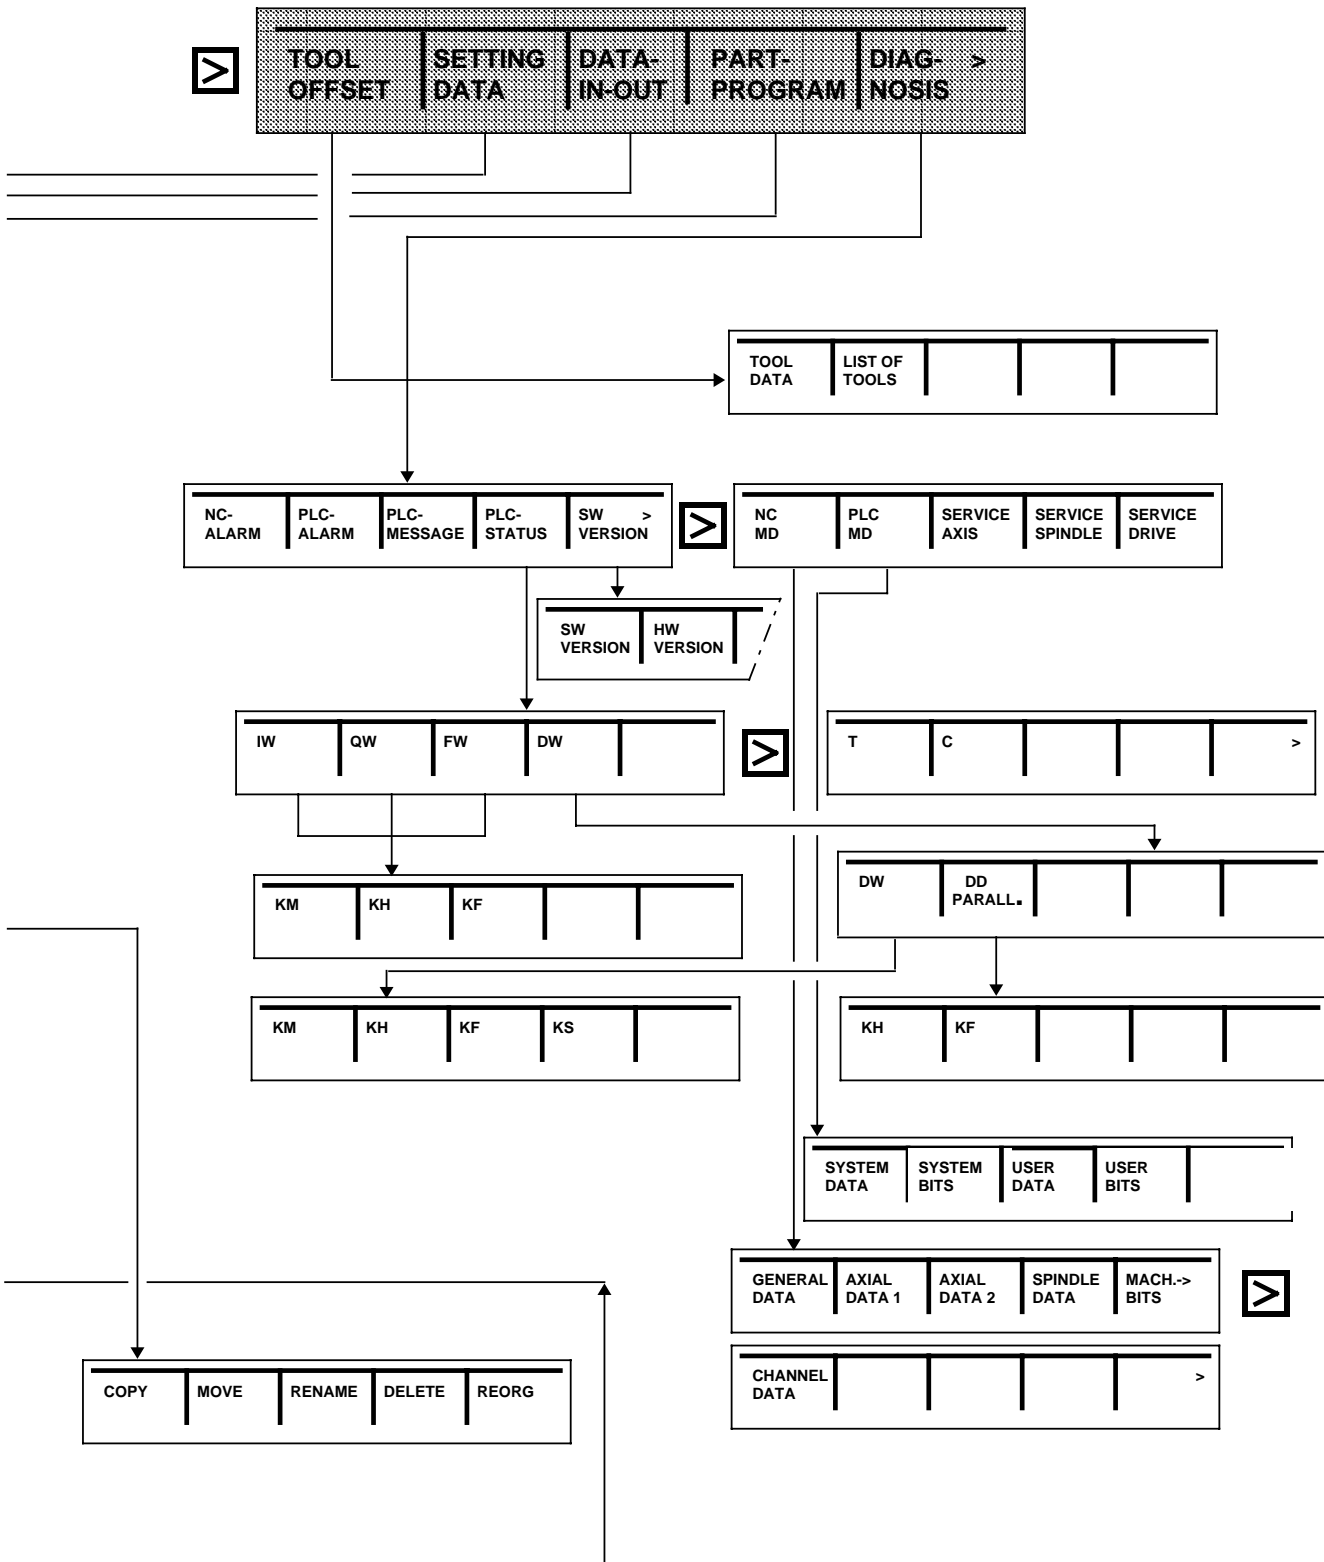 >
TOOL OFFSET
SETTING DATA
DATA-IN-OUT
PART-PROGRAM
DIAG-NOSIS >
TOOL DATA
LIST OF TOOLS
NC-ALARM
PLC-ALARM
PLC-MESSAGE
PLC-STATUS
SW > VERSION
>
NC MD
PLC MD
SERVICE AXIS
SERVICE SPINDLE
SERVICE DRIVE
SW VERSION
HW VERSION
IW
QW
FW
DW
>
T
C
>
DW
DD PARALL.
KM
KH
KF
KM
KH
KF
KS
KH
KF
SYSTEM DATA
SYSTEM BITS
USER DATA
USER BITS
GENERAL DATA
AXIAL DATA 1
AXIAL DATA 2
SPINDLE DATA
MACH.-> BITS
>
CHANNEL DATA
>
COPY
MOVE
RENAME
DELETE
REORG